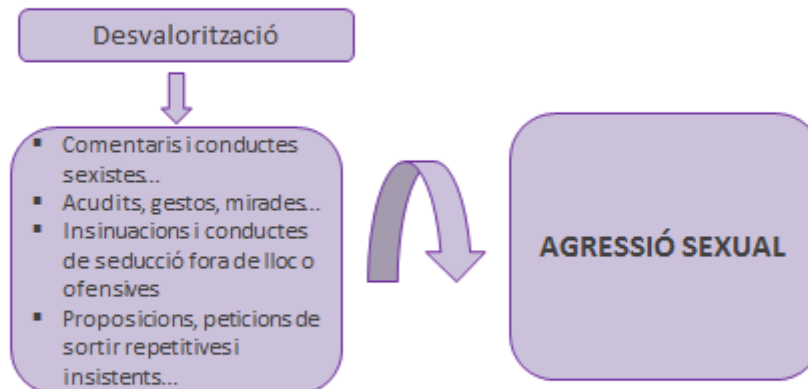 Desvalorització
▪ Comentaris i conductes
sexistes...
▪ Acudits, gestos, mirades...
▪ Insinuacions i conductes
de seducció fora de lloc o
ofensives
▪ Proposicions, peticions de
sortir repetitives i
insistents...
AGRESSIÓ SEXUAL